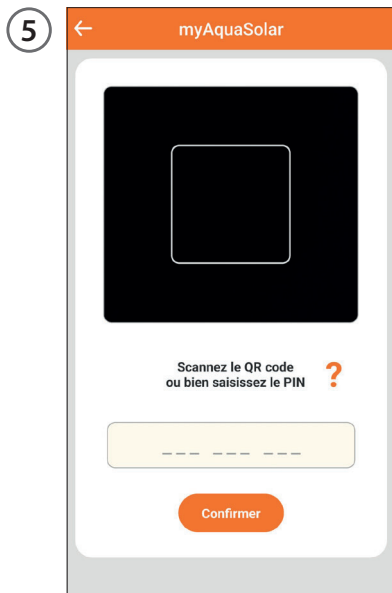 5
myAquaSolar
Scannez le QR code
ou bien saisissez le PIN
?
___ ___ ___
Confirmer